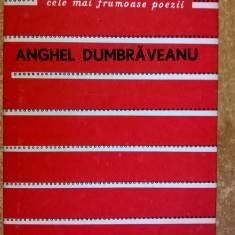 cele mai frumoase poezii
ANGHEL DUMBRĂVEANU